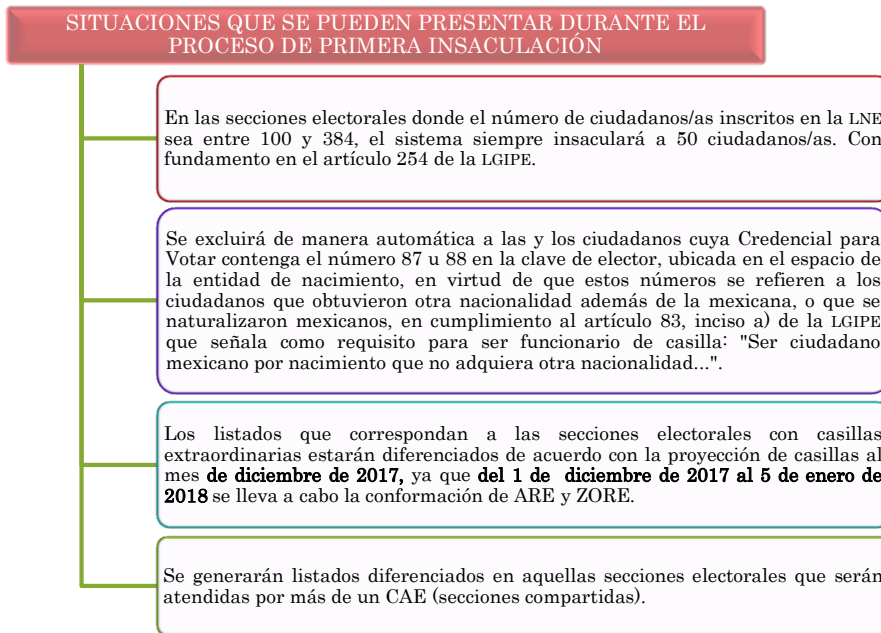 SITUACIONES QUE SE PUEDEN PRESENTAR DURANTE EL
PROCESO DE PRIMERA INSACULACIÓN
En las secciones electorales donde el número de ciudadanos/as inscritos en la LNE
sea entre 100 y 384, el sistema siempre insaculará a 50 ciudadanos/as. Con
fundamento en el artículo 254 de la LGIPE.
Se excluirá de manera automática a las y los ciudadanos cuya Credencial para
Votar contenga el número 87 u 88 en la clave de elector, ubicada en el espacio de
la entidad de nacimiento, en virtud de que estos números se refieren a los
ciudadanos que obtuvieron otra nacionalidad además de la mexicana, o que se
naturalizaron mexicanos, en cumplimiento al artículo 83, inciso a) de la LGIPE
que señala como requisito para ser funcionario de casilla: "Ser ciudadano
mexicano por nacimiento que no adquiera otra nacionalidad...".
Los listados que correspondan a las secciones electorales con casillas
extraordinarias estarán diferenciados de acuerdo con la proyección de casillas al
mes de diciembre de 2017, ya que del 1 de diciembre de 2017 al 5 de enero de
2018 se lleva a cabo la conformación de ARE y ZORE.
Se generarán listados diferenciados en aquellas secciones electorales que serán
atendidas por más de un CAE (secciones compartidas).